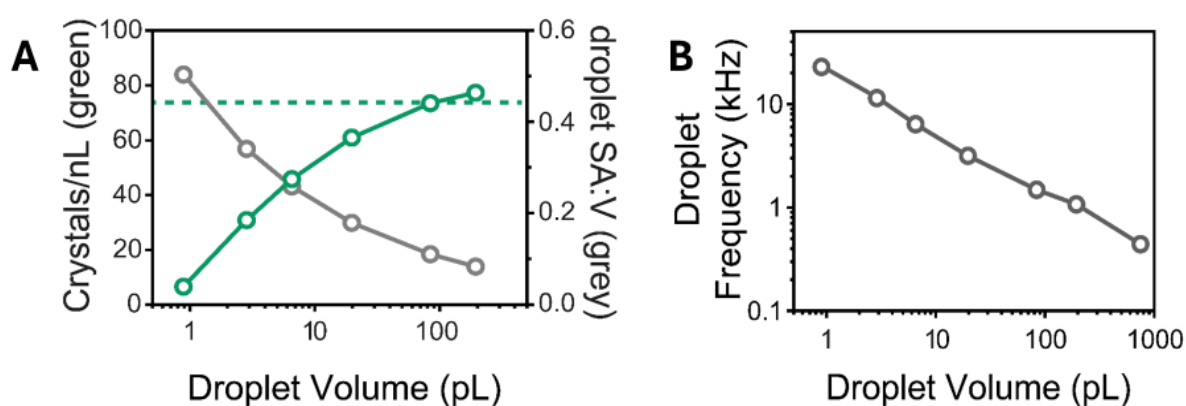 A
Crystals/nL (green)
100
80
60
40
20
0
0.6
0.4
0.2
0.0
droplet SA:V (grey)
1
10
100
Droplet Volume (pL)
B
Droplet
Frequency (kHz)
10
1
0.1
1
10
100
1000
Droplet Volume (pL)